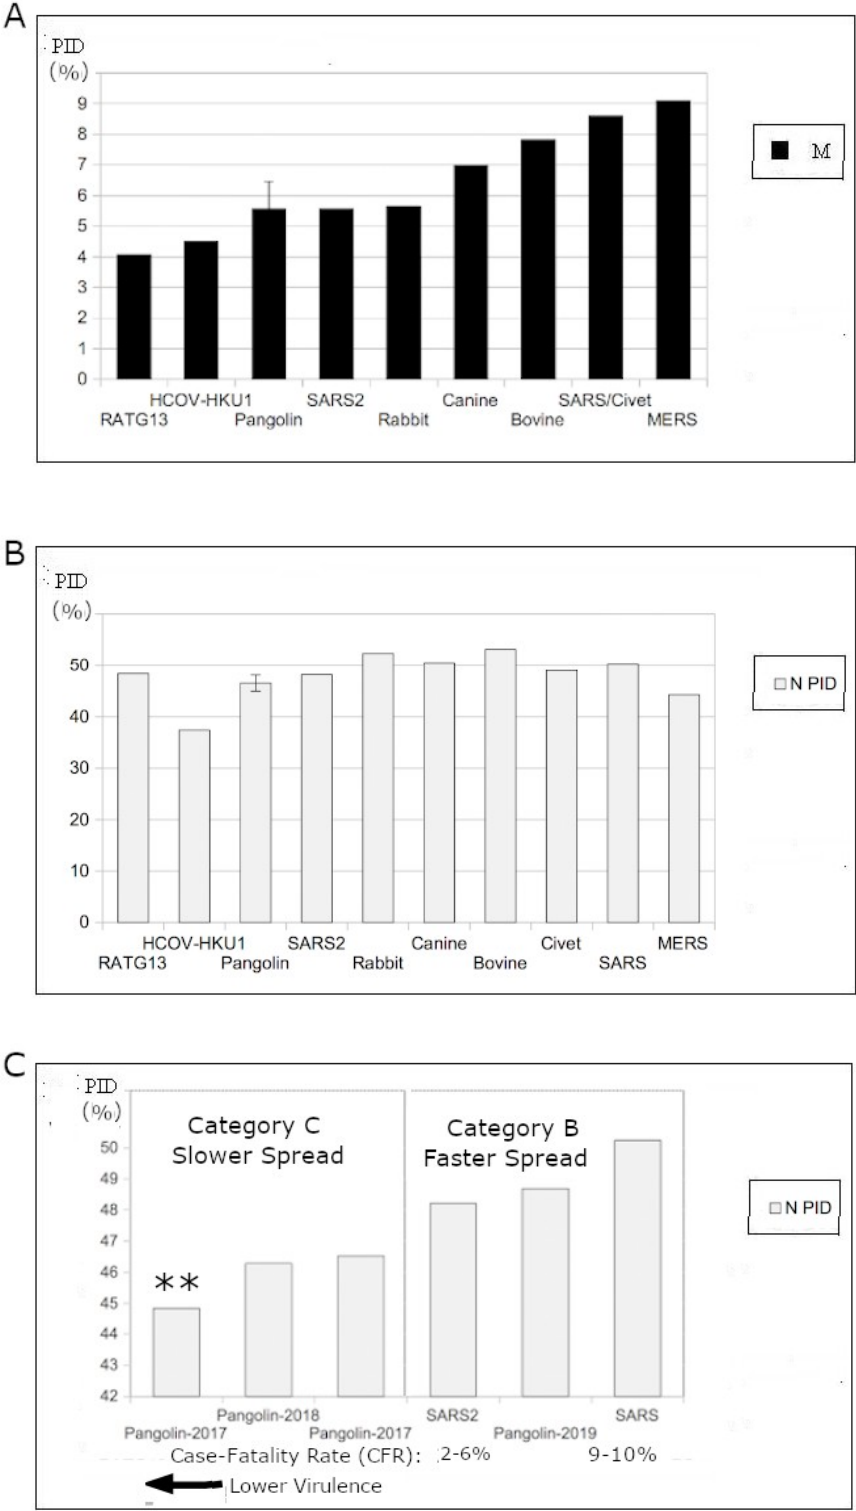 A
PID
(%)
9
8
7
6
5
4
3
2
1
0
M
HCOV-HKU1 SARS2 Canine SARS/Civet
RATG13 Pangolin Rabbit Bovine MERS
B
PID
(%)
50
40
30
20
10
0
N PID
HCOV-HKU1 SARS2 Canine Civet MERS
RATG13 Pangolin Rabbit Bovine SARS
C
PID
(%)
Category C
Slower Spread
Category B
Faster Spread
50
49
48
47
46
45
44
43
42
**
N PID
Pangolin-2018 SARS2 SARS
Pangolin-2017 Pangolin-2017 Pangolin-2019
Case-Fatality Rate (CFR): 2-6% 9-10%
Lower Virulence